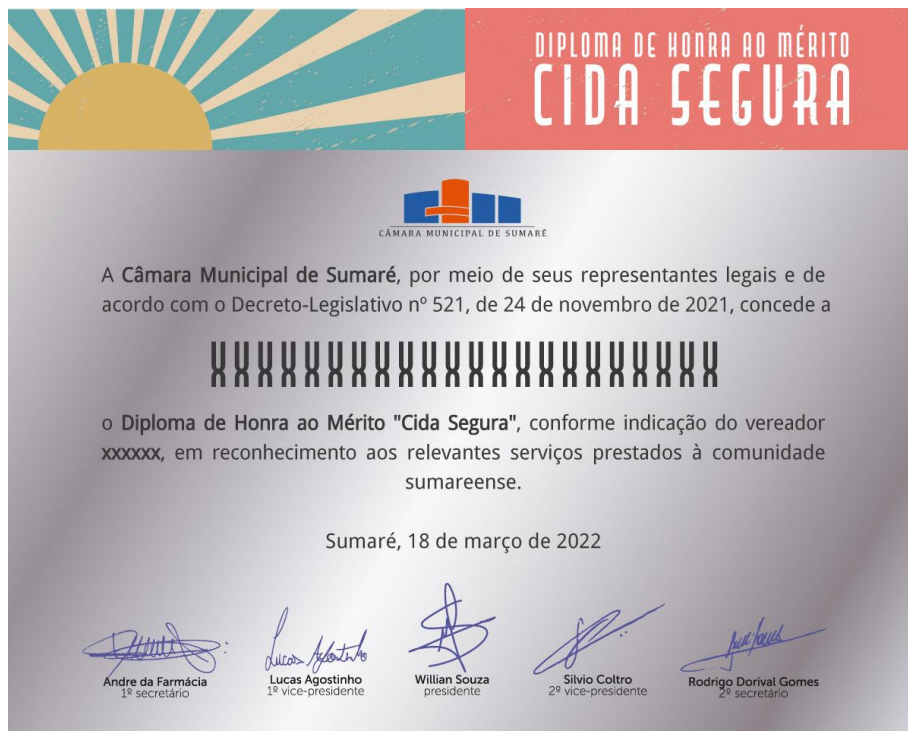 DIPLOMA DE HONRA AO MÉRITO
CIDA SEGURA
CÂMARA MUNICIPAL DE SUMARÉ
A Câmara Municipal de Sumaré, por meio de seus representantes legais e de
acordo com o Decreto-Legislativo nº 521, de 24 de novembro de 2021, concede a
XXXXXXXXXXXXXXXXXXXXXX
o Diploma de Honra ao Mérito "Cida Segura", conforme indicação do vereador
xxxxxx, em reconhecimento aos relevantes serviços prestados à comunidade
sumareense.
Sumaré, 18 de março de 2022
Lucas Agostinho
Andre da Farmácia
1º secretário
Lucas Agostinho
1º vice-presidente
Willian Souza
presidente
Silvio Coltro
2º vice-presidente
Rodrigo Dorival Gomes
2º secretário